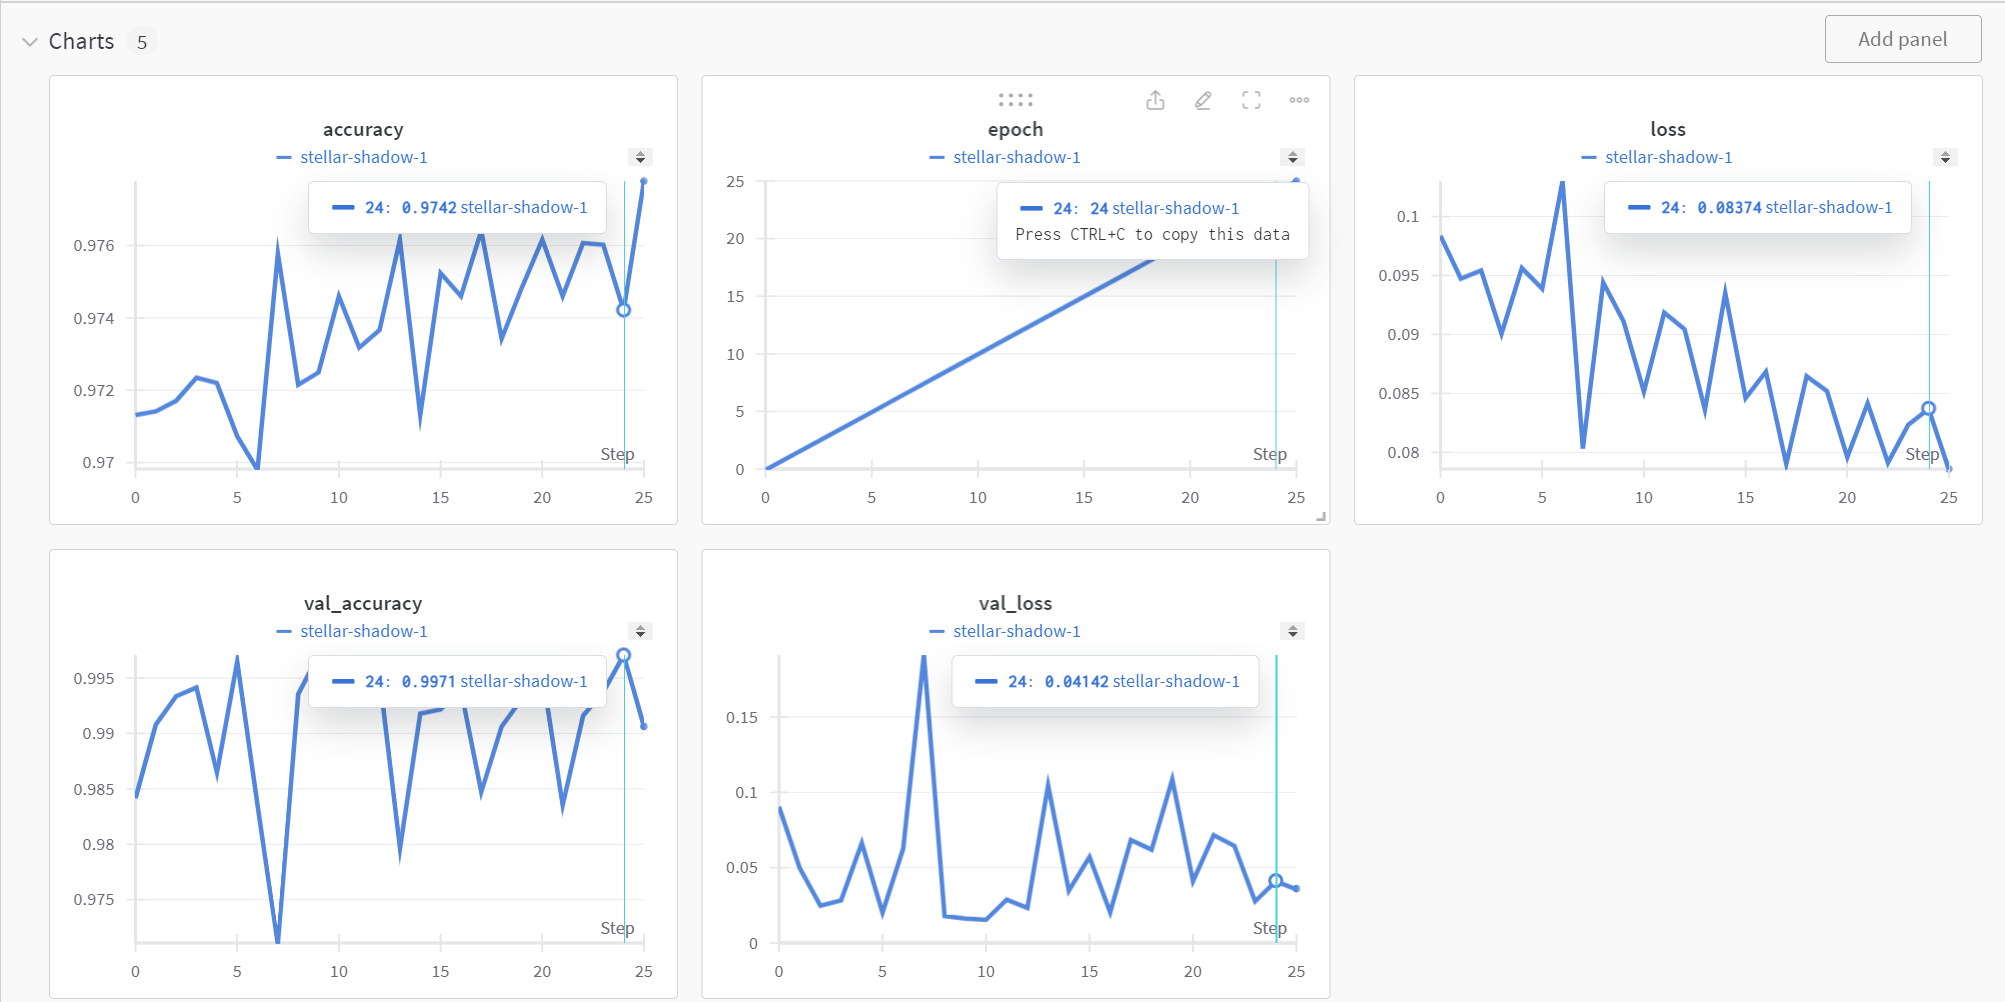 Charts 5
Add panel
accuracy
stellar-shadow-1
24: 0.9742 stellar-shadow-1
0.976
0.974
0.972
0.97
Step
0 5 10 15 20 25
epoch
stellar-shadow-1
24: 24 stellar-shadow-1
Press CTRL+C to copy this data
25
20
15
10
5
0
Step
0 5 10 15 20 25
loss
stellar-shadow-1
24: 0.08374 stellar-shadow-1
0.1
0.095
0.09
0.085
0.08
Step
0 5 10 15 20 25
val_accuracy
stellar-shadow-1
24: 0.9971 stellar-shadow-1
0.995
0.99
0.985
0.98
0.975
Step
0 5 10 15 20 25
val_loss
stellar-shadow-1
24: 0.04142 stellar-shadow-1
0.15
0.1
0.05
0
Step
0 5 10 15 20 25